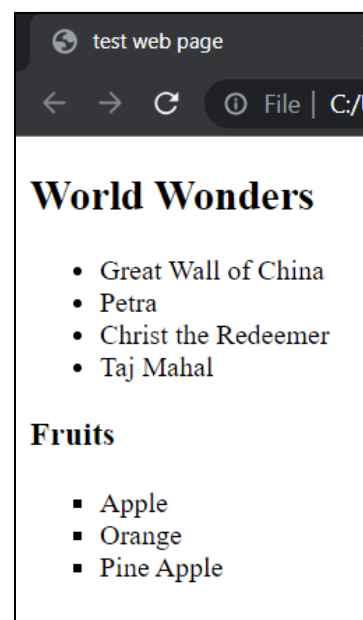 test web page
File | C:/
World Wonders
Great Wall of China
Petra
Christ the Redeemer
Taj Mahal
Fruits
Apple
Orange
Pine Apple